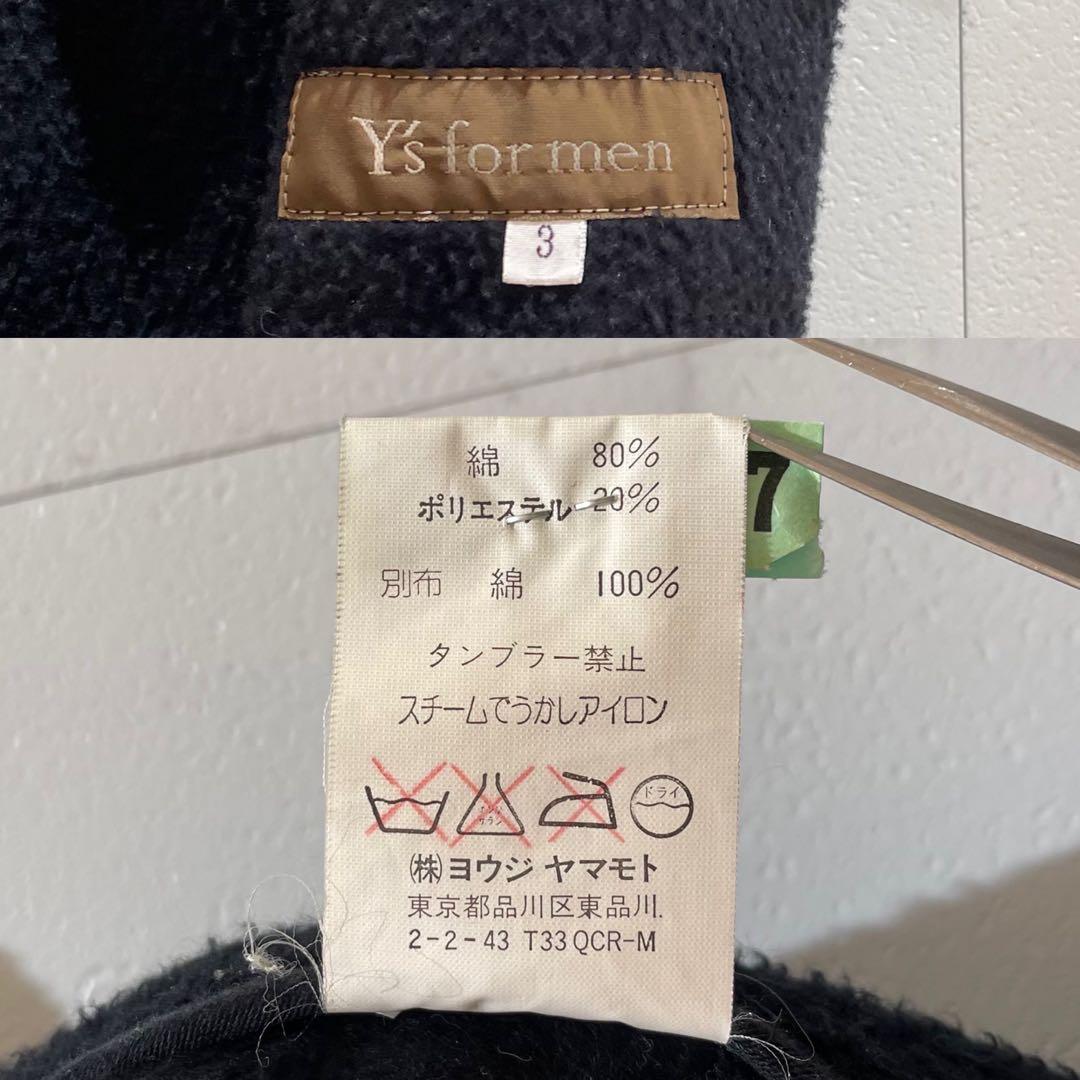 Y's for men
3
7
綿 80%
ポリエステル 20%
別布 綿 100%
タンブラー禁止
スチームでうかしアイロン
ドライ
(株)ヨウジ ヤマモト
東京都品川区東品川.
2-2-43 T33QCR-M